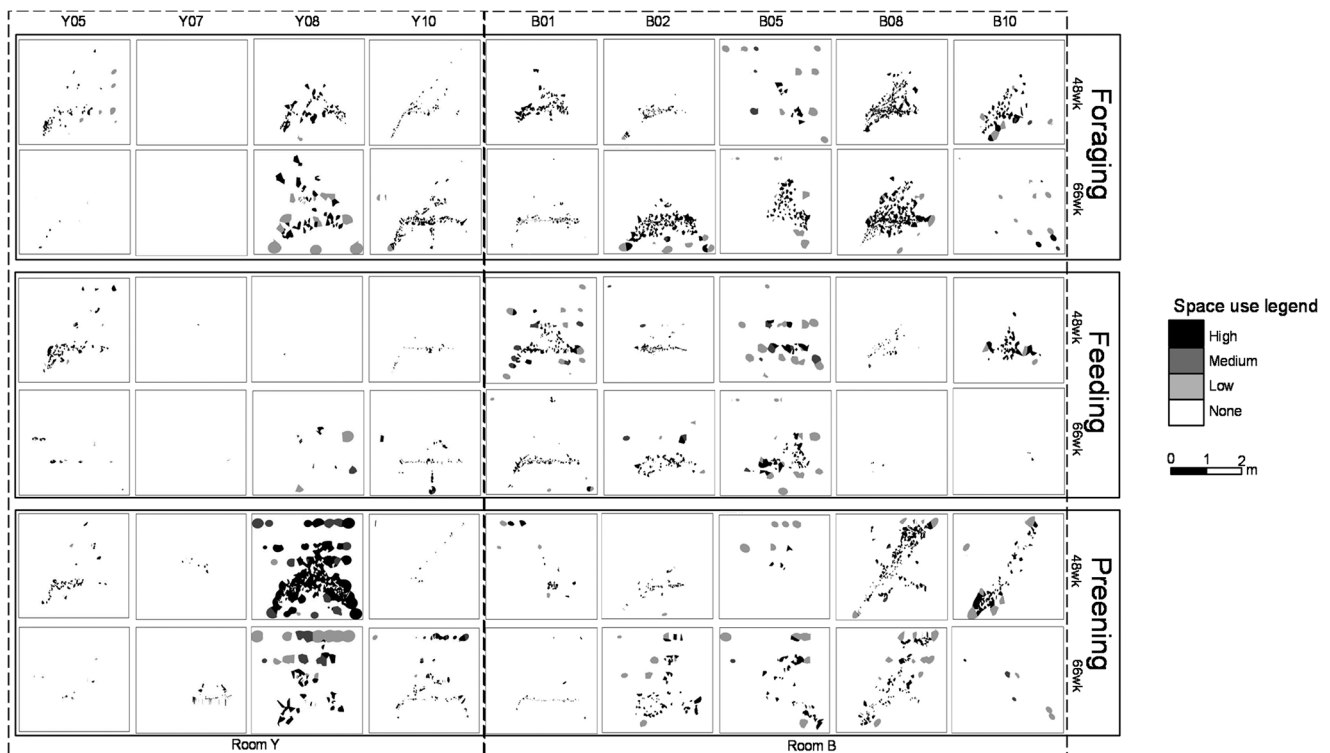 Y05 Y07 Y08 Y10 B01 B02 B05 B08 B10
48wk
Foraging
66wk
48wk
Feeding
66wk
48wk
Preening
66wk
Room Y Room B
Space use legend
High
Medium
Low
None
0 1 2 m